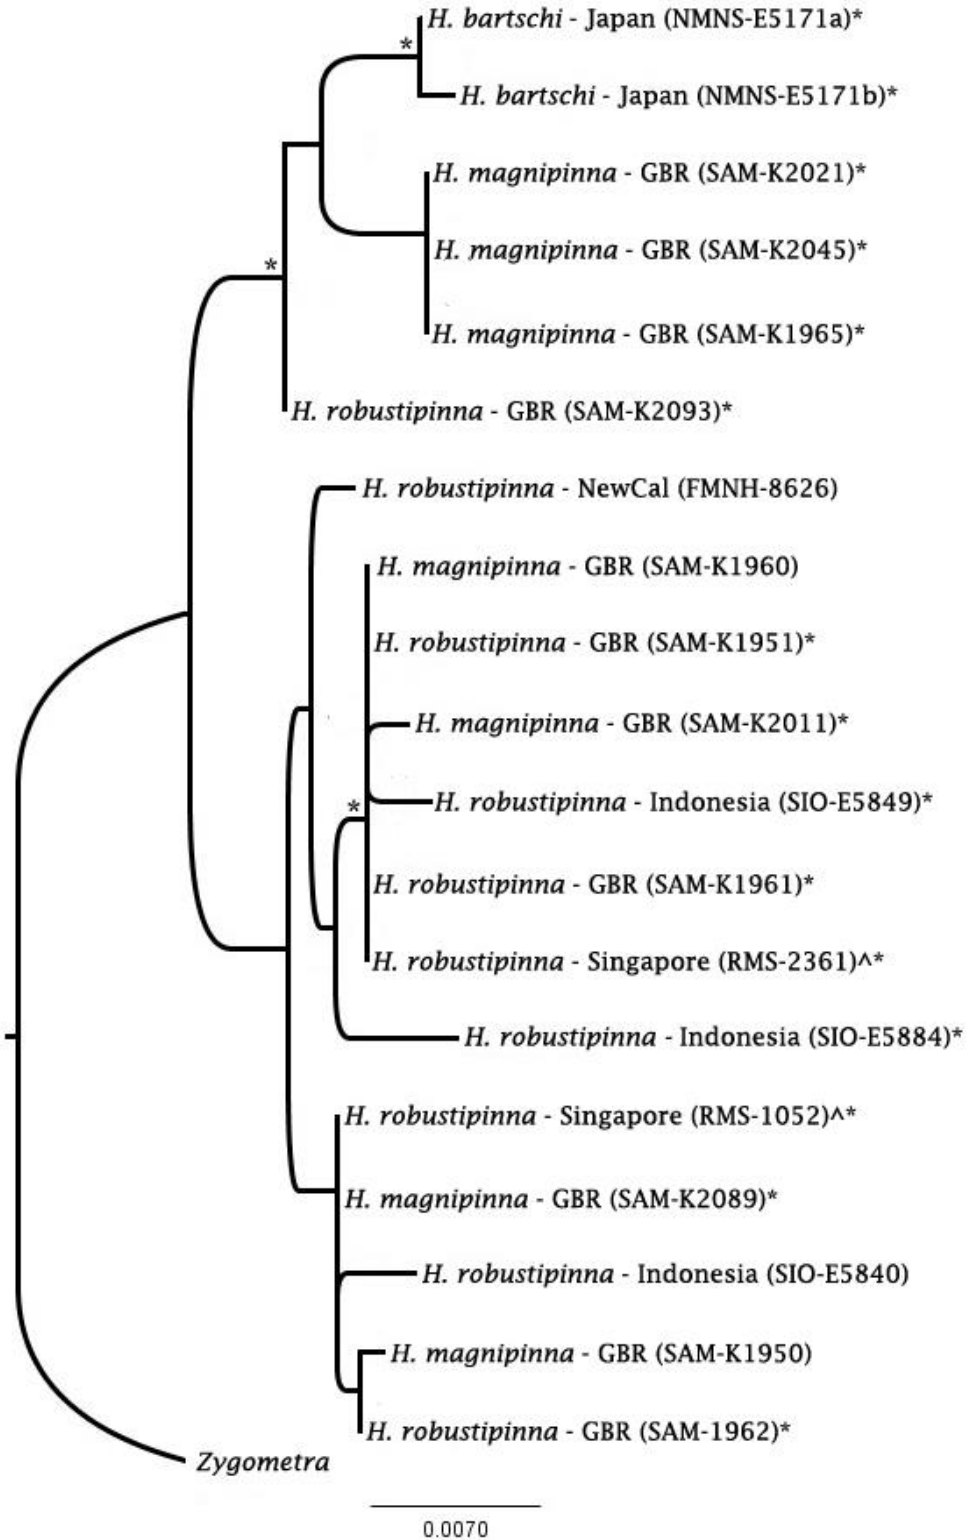 H. bartschi - Japan (NMNS-E5171a)*
*
H. bartschi - Japan (NMNS-E5171b)*
H. magnipinna - GBR (SAM-K2021)*
H. magnipinna - GBR (SAM-K2045)*
*
H. magnipinna - GBR (SAM-K1965)*
H. robustipinna - GBR (SAM-K2093)*
H. robustipinna - NewCal (FMNH-8626)
H. magnipinna - GBR (SAM-K1960)
H. robustipinna - GBR (SAM-K1951)*
H. magnipinna - GBR (SAM-K2011)*
H. robustipinna - Indonesia (SIO-E5849)*
*
H. robustipinna - GBR (SAM-K1961)*
H. robustipinna - Singapore (RMS-2361)^*
H. robustipinna - Indonesia (SIO-E5884)*
H. robustipinna - Singapore (RMS-1052)^*
H. magnipinna - GBR (SAM-K2089)*
H. robustipinna - Indonesia (SIO-E5840)
H. magnipinna - GBR (SAM-K1950)
H. robustipinna - GBR (SAM-1962)*
Zygometra
0.0070